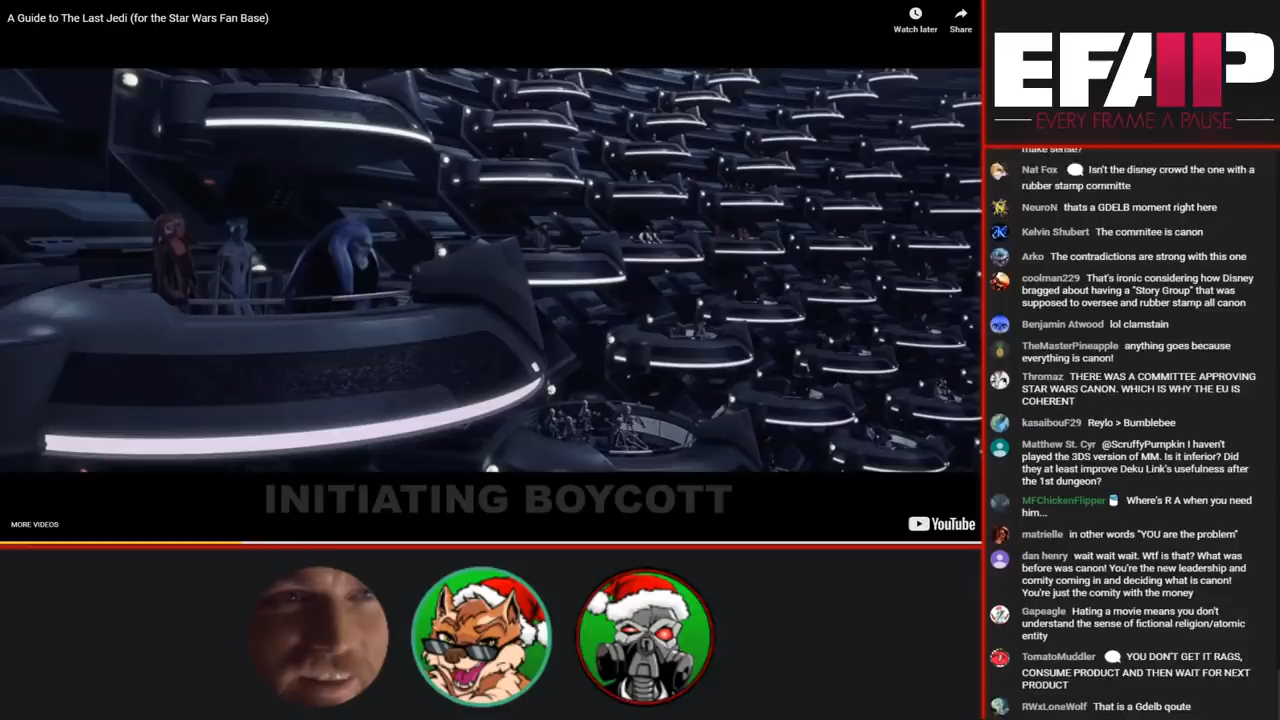 A Guide to The Last Jedi (for the Star Wars Fan Base)
Watch later
Share
INITIATING BOYCOTT
MORE VIDEOS
YouTube
EFAP
EVERY FRAME A PAUSE
make sense?
Nat Fox Isn't the disney crowd the one with a
rubber stamp committe
NeuroN thats a GDELB moment right here
Kelvin Shubert The commitee is canon
Arko The contradictions are strong with this one
coolman229 That's ironic considering how Disney
bragged about having a "Story Group" that was
supposed to oversee and rubber stamp all canon
Benjamin Atwood lol clamstain
TheMasterPineapple anything goes because
everything is canon!
Thromaz THERE WAS A COMMITTEE APPROVING
STAR WARS CANON. WHICH IS WHY THE EU IS
COHERENT
kasaibouF29 Reylo > Bumblebee
Matthew St. Cyr @ScruffyPumpkin I haven't
played the 3DS version of MM. Is it inferior? Did
they at least improve Deku Link's usefulness after
the 1st dungeon?
MFChickenFlipper Where's R A when you need
him...
matrielle in other words "YOU are the problem"
dan henry wait wait wait. Wtf is that? What was
before was canon! You're the new leadership and
comity coming in and deciding what is canon!
You're just the comity with the money
Gapeagle Hating a movie means you don't
understand the sense of fictional religion/atomic
entity
TomatoMuddler YOU DON'T GET IT RAGS,
CONSUME PRODUCT AND THEN WAIT FOR NEXT
PRODUCT
RWxLoneWolf That is a Gdelb qoute